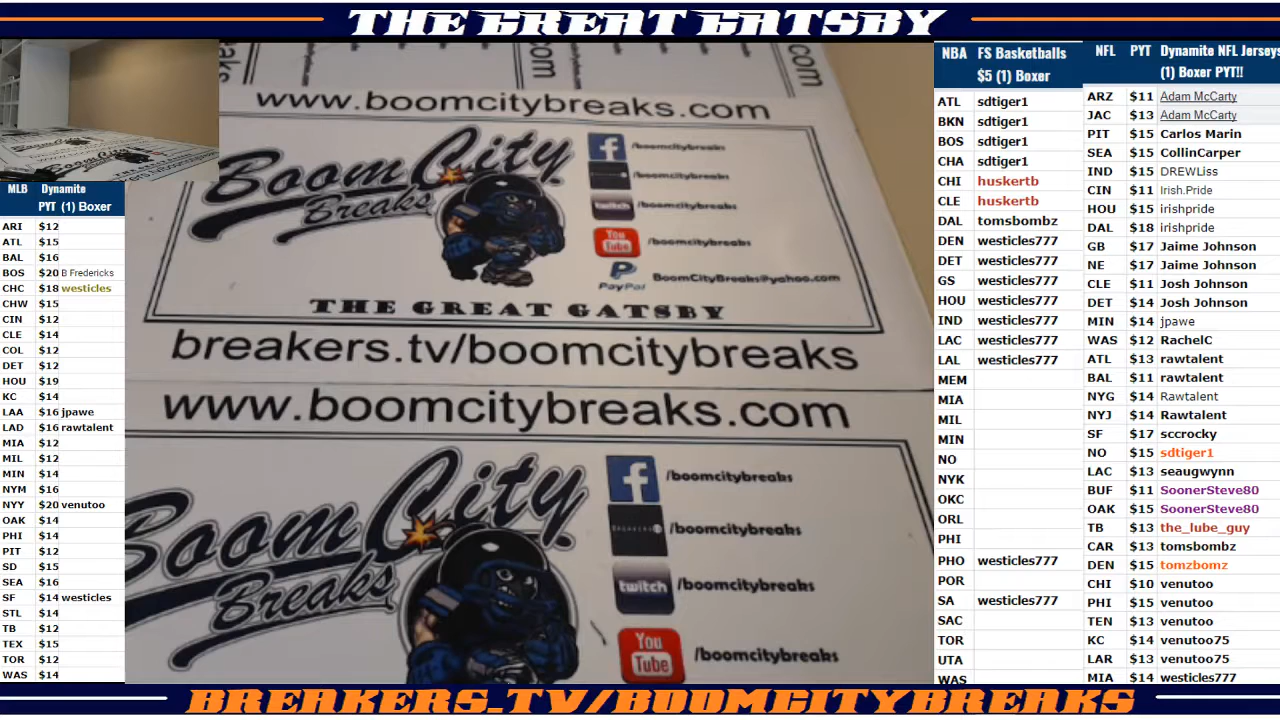 THE GREAT GATSBY
MLB Dynamite
PYT (1) Boxer
ARI $12
ATL $15
BAL $16
BOS $20 B Fredericks
CHC $18 westicles
CHW $15
CIN $12
CLE $14
COL $12
DET $12
HOU $19
KC $14
LAA $16 jpawe
LAD $16 rawtalent
MIA $12
MIL $12
MIN $14
NYM $16
NYY $20 venutoo
OAK $14
PHI $14
PIT $12
SD $15
SEA $16
SF $14 westicles
STL $14
TB $12
TEX $15
TOR $12
WAS $14
www.boomcitybreaks.com
Boom City
Breaks
/boomcitybreaks
/boomcitybreaks
twitch /boomcitybreaks
You Tube /boomcitybreaks
PayPal BoomCityBreaks@yahoo.com
THE GREAT GATSBY
breakers.tv/boomcitybreaks
www.boomcitybreaks.com
Boom City
Breaks
/boomcitybreaks
/boomcitybreaks
twitch /boomcitybreaks
You Tube /boomcitybreaks
NBA FS Basketballs
$5 (1) Boxer
ATL sdtiger1
BKN sdtiger1
BOS sdtiger1
CHA sdtiger1
CHI huskertb
CLE huskertb
DAL tomsbombz
DEN westicles777
DET westicles777
GS westicles777
HOU westicles777
IND westicles777
LAC westicles777
LAL westicles777
MEM
MIA
MIL
MIN
NO
NYK
OKC
ORL
PHI
PHO westicles777
POR
SA westicles777
SAC
TOR
UTA
WAS
NFL PYT Dynamite NFL Jerseys
(1) Boxer PYT!!
ARZ $11 Adam McCarty
JAC $13 Adam McCarty
PIT $15 Carlos Marin
SEA $15 CollinCarper
IND $15 DREWLiss
CIN $11 Irish.Pride
HOU $15 irishpride
DAL $18 irishpride
GB $17 Jaime Johnson
NE $17 Jaime Johnson
CLE $11 Josh Johnson
DET $14 Josh Johnson
MIN $14 jpawe
WAS $12 RachelC
ATL $13 rawtalent
BAL $11 rawtalent
NYG $14 Rawtalent
NYJ $14 Rawtalent
SF $17 sccrocky
NO $15 sdtiger1
LAC $13 seaugwynn
BUF $11 SoonerSteve80
OAK $15 SoonerSteve80
TB $13 the_lube_guy
CAR $13 tomsbombz
DEN $15 tomzbomz
CHI $10 venutoo
PHI $15 venutoo
TEN $13 venutoo
KC $14 venutoo75
LAR $13 venutoo75
MIA $14 westicles777
BREAKERS.TV/BOOMCITYBREAKS